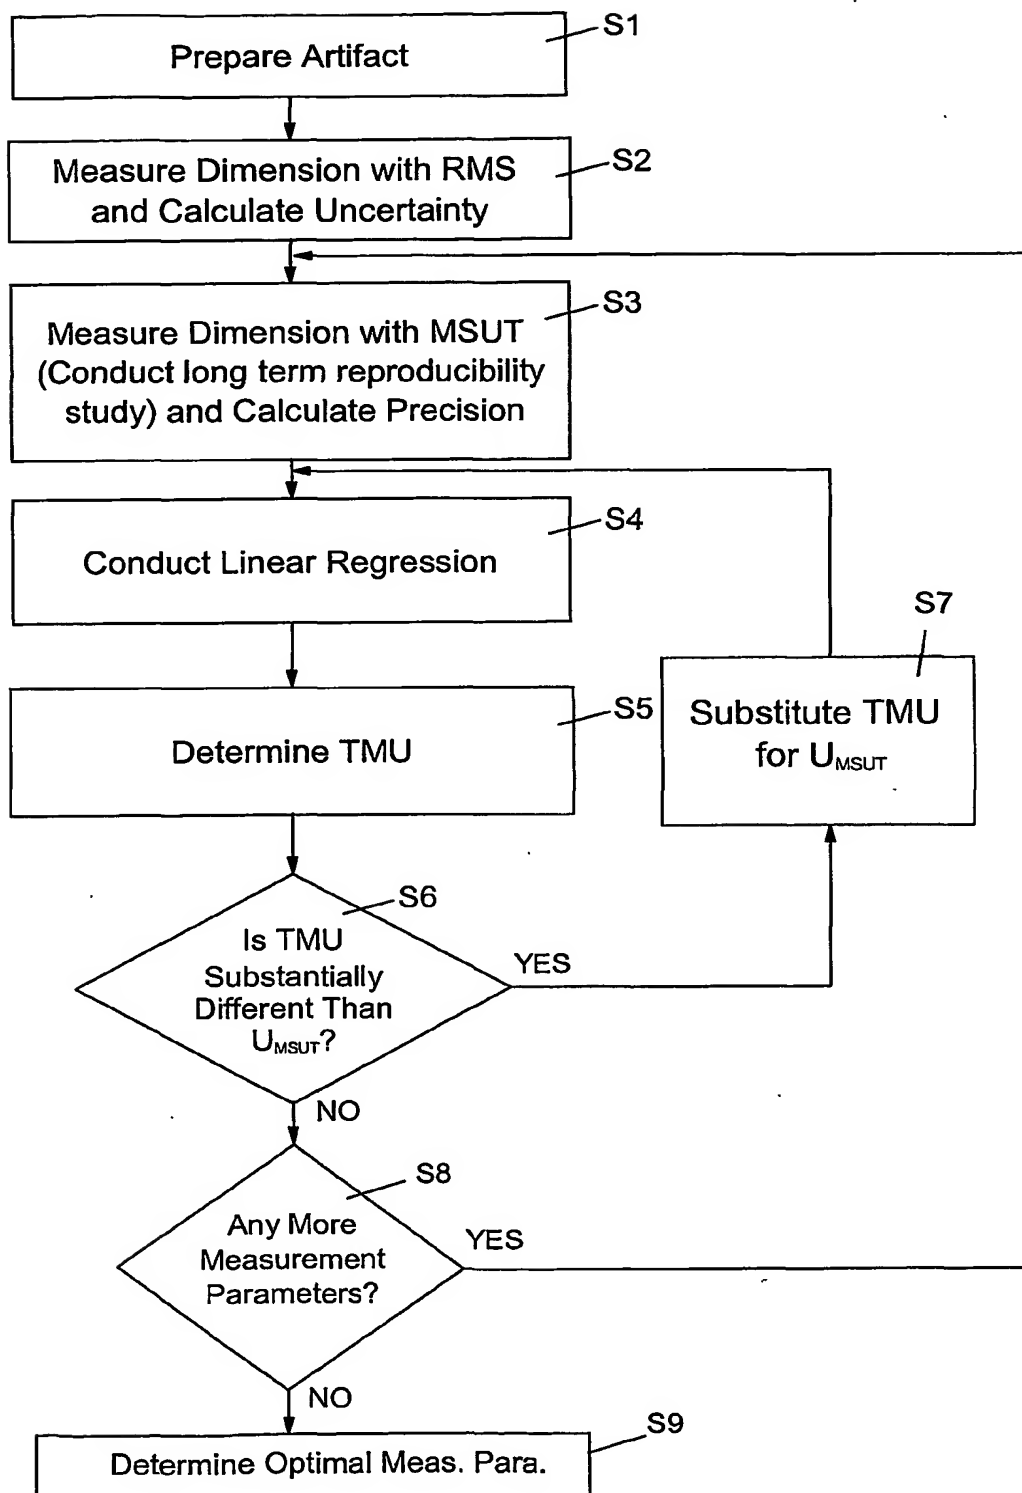 S1
Prepare Artifact
S2
Measure Dimension with RMS
and Calculate Uncertainty
S3
Measure Dimension with MSUT
(Conduct long term reproducibility
study) and Calculate Precision
S4
Conduct Linear Regression
S7
Substitute TMU
for UMSUT
S5
Determine TMU
S6
Is TMU
Substantially
Different Than
UMSUT?
YES
NO
S8
Any More
Measurement
Parameters?
YES
NO
S9
Determine Optimal Meas. Para.